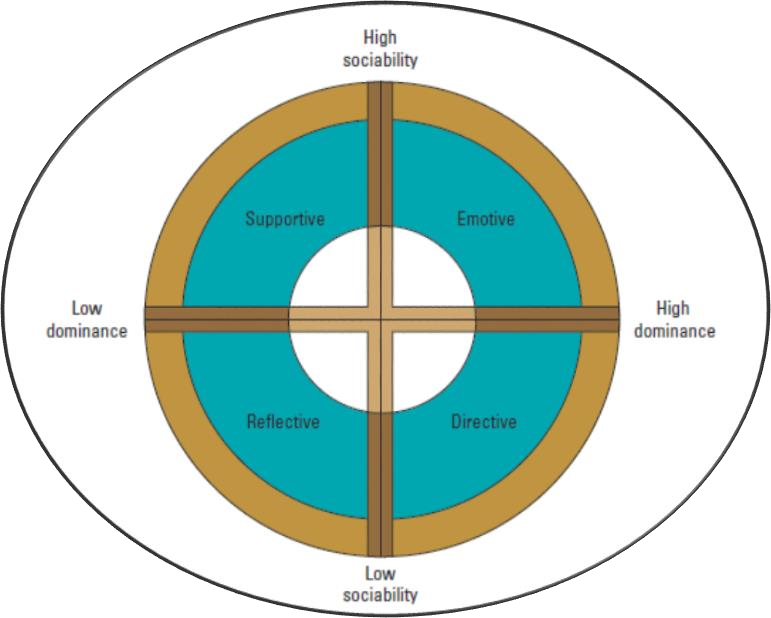 High
sociability
Supportive
Emotive
Low
dominance
High
dominance
Reflective
Directive
Low
sociability